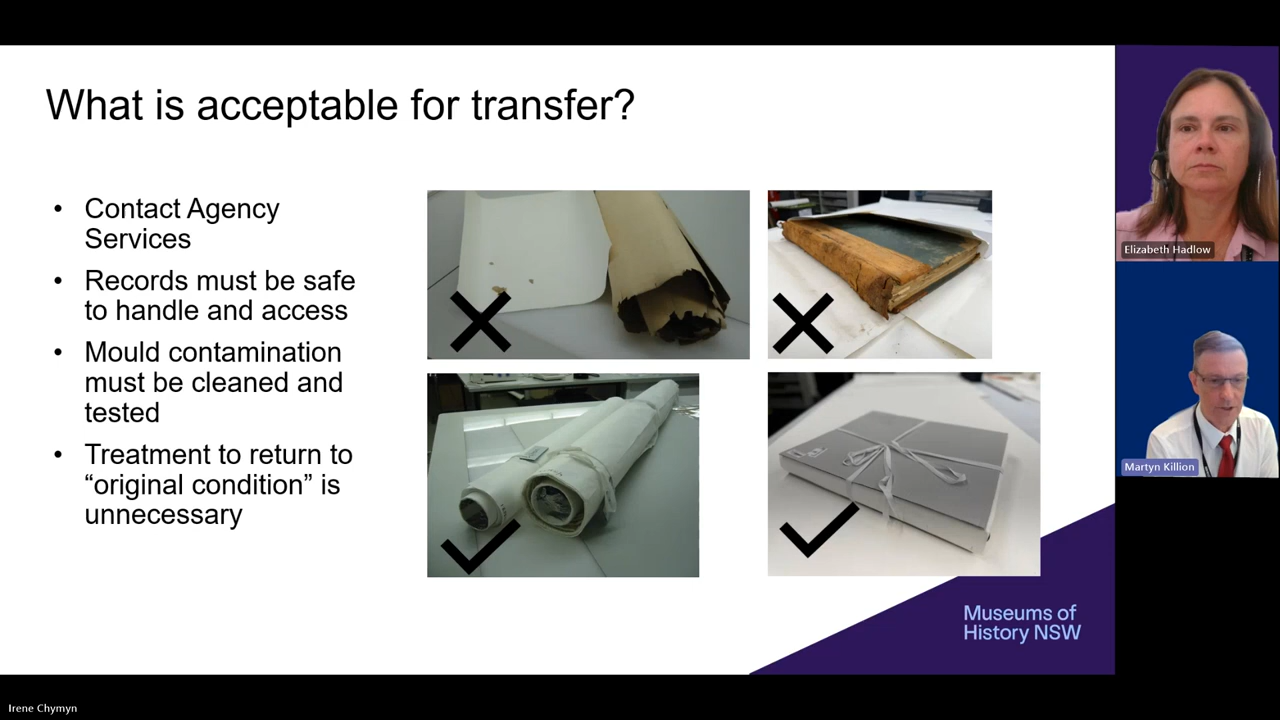 What is acceptable for transfer?
• Contact Agency
Services
• Records must be safe
to handle and access
• Mould contamination
must be cleaned and
tested
• Treatment to return to
“original condition” is
unnecessary
Museums of
History NSW
Elizabeth Hadlow
Martyn Killion
Irene Chymyn